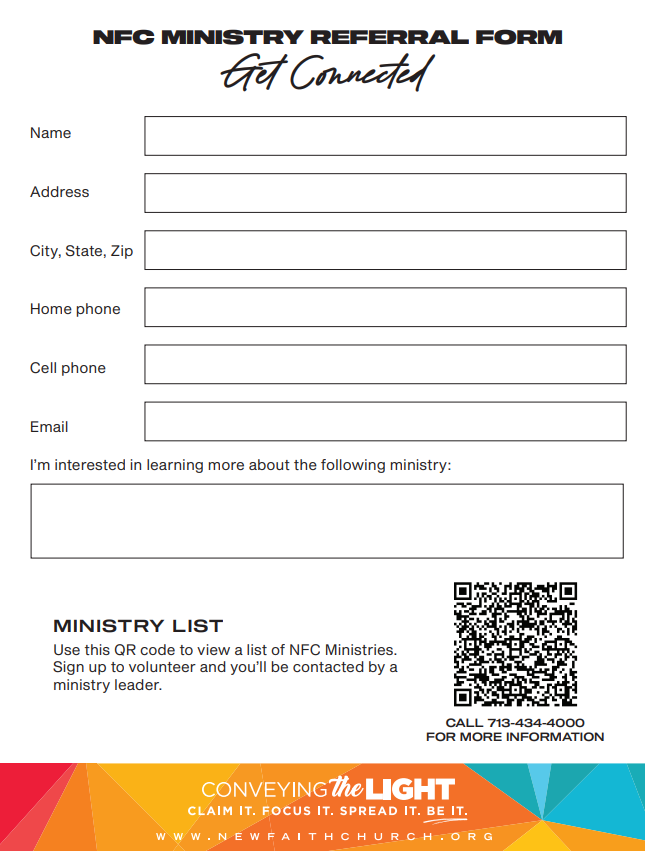 NFC MINISTRY REFERRAL FORM
Get Connected
Name
Address
City, State, Zip
Home phone
Cell phone
Email
I'm interested in learning more about the following ministry:
MINISTRY LIST
Use this QR code to view a list of NFC Ministries.
Sign up to volunteer and you'll be contacted by a
ministry leader.
CALL 713-434-4000
FOR MORE INFORMATION
CONVEYING the LIGHT
CLAIM IT. FOCUS IT. SPREAD IT. BE IT.
WWW.NEWFAITHCHURCH.ORG